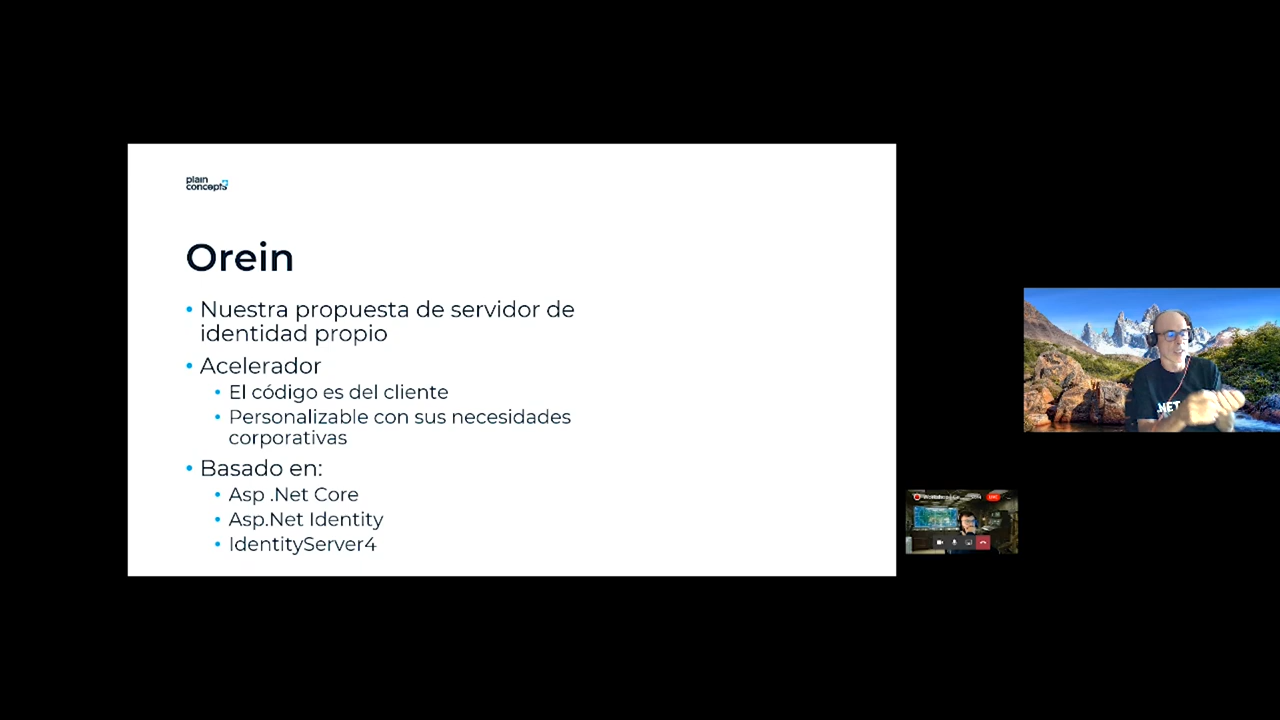 plain
concepts
Orein
• Nuestra propuesta de servidor de
identidad propio
• Acelerador
• El código es del cliente
• Personalizable con sus necesidades
corporativas
• Basado en:
• Asp .Net Core
• Asp.Net Identity
• IdentityServer4
.NET